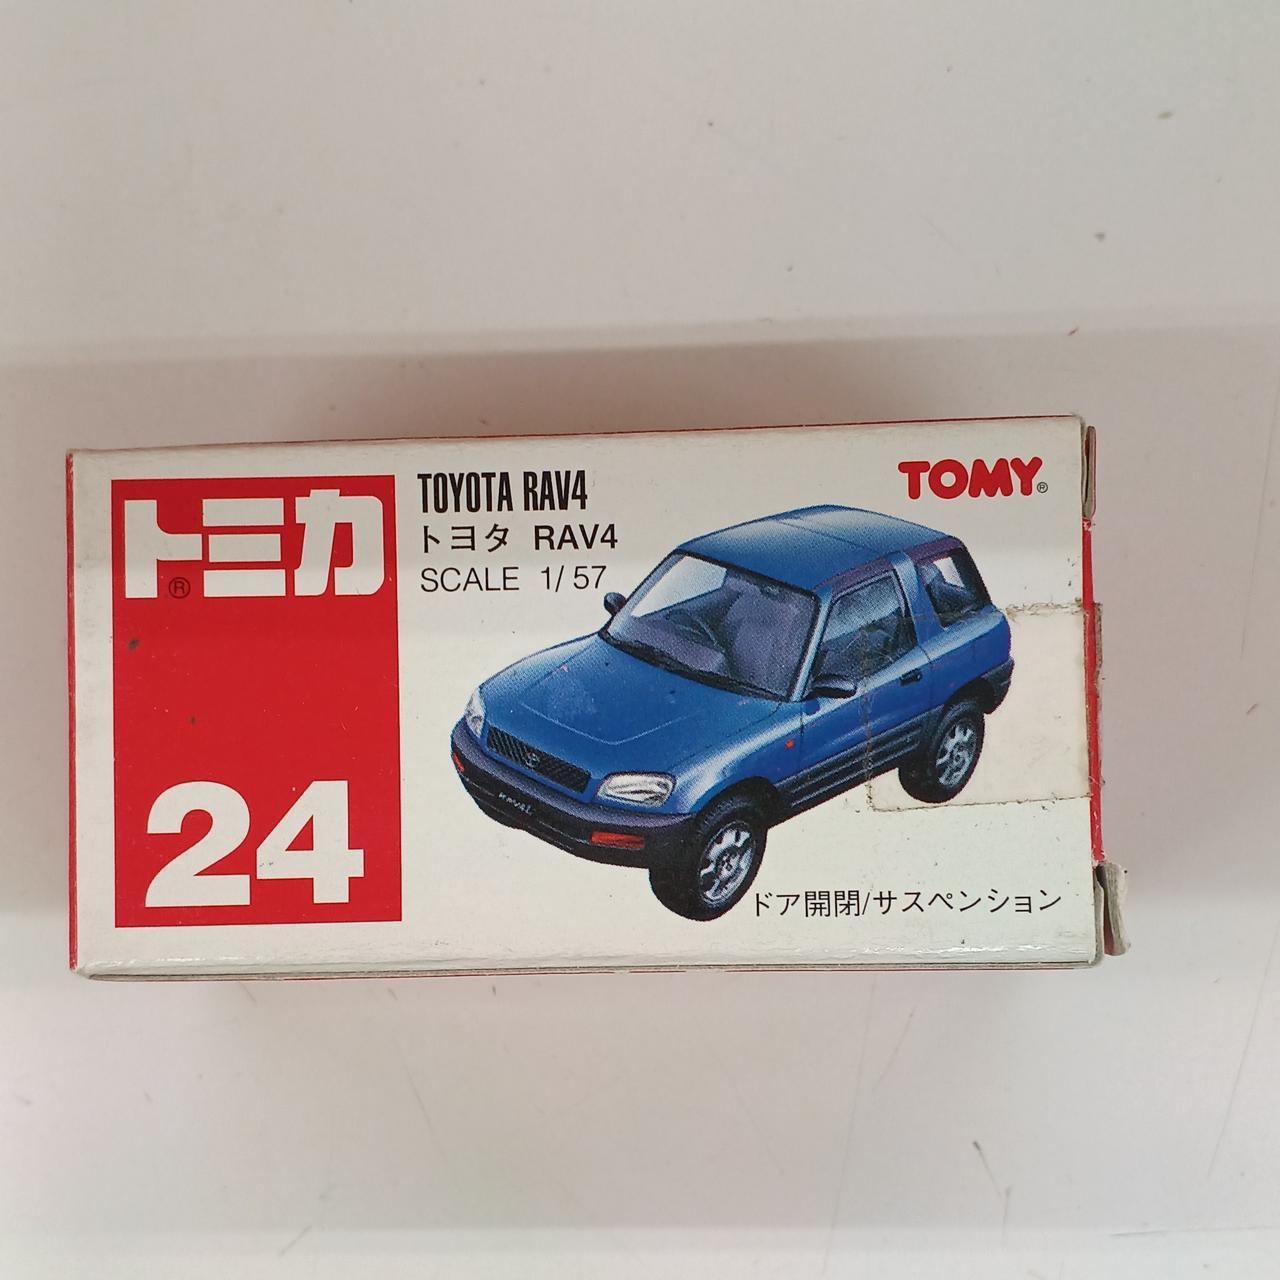 トミカ®
24
TOYOTA RAV4
トヨタ RAV4
SCALE 1/57
TOMY®
ドア開閉/サスペンション